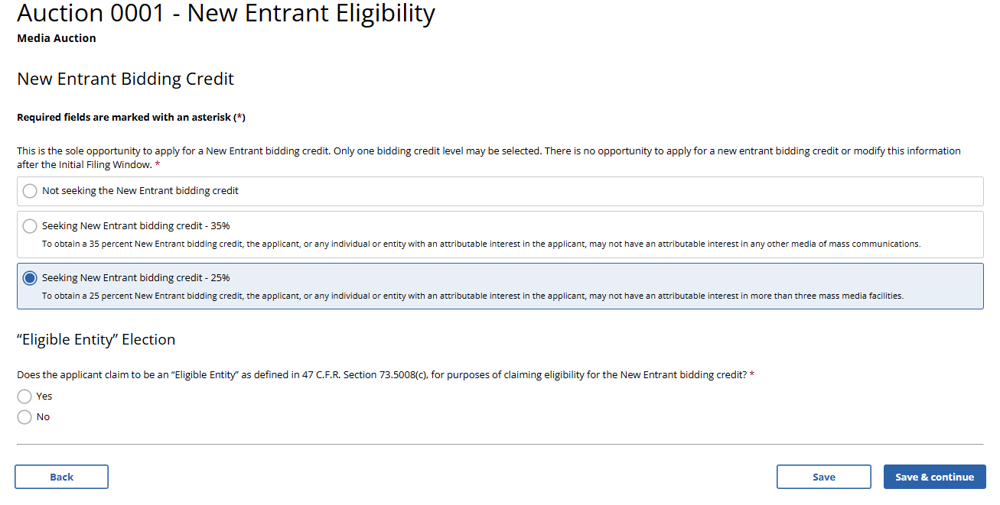 Auction 0001 - New Entrant Eligibility
Media Auction
New Entrant Bidding Credit
Required fields are marked with an asterisk (*)
This is the sole opportunity to apply for a New Entrant bidding credit. Only one bidding credit level may be selected. There is no opportunity to apply for a new entrant bidding credit or modify this information
after the Initial Filing Window. *
Not seeking the New Entrant bidding credit
Seeking New Entrant bidding credit - 35%
To obtain a 35 percent New Entrant bidding credit, the applicant, or any individual or entity with an attributable interest in the applicant, may not have an attributable interest in any other media of mass communications.
Seeking New Entrant bidding credit - 25%
To obtain a 25 percent New Entrant bidding credit, the applicant, or any individual or entity with an attributable interest in the applicant, may not have an attributable interest in more than three mass media facilities.
“Eligible Entity” Election
Does the applicant claim to be an “Eligible Entity” as defined in 47 C.F.R. Section 73.5008(c), for purposes of claiming eligibility for the New Entrant bidding credit? *
Yes
No
Back
Save
Save & continue